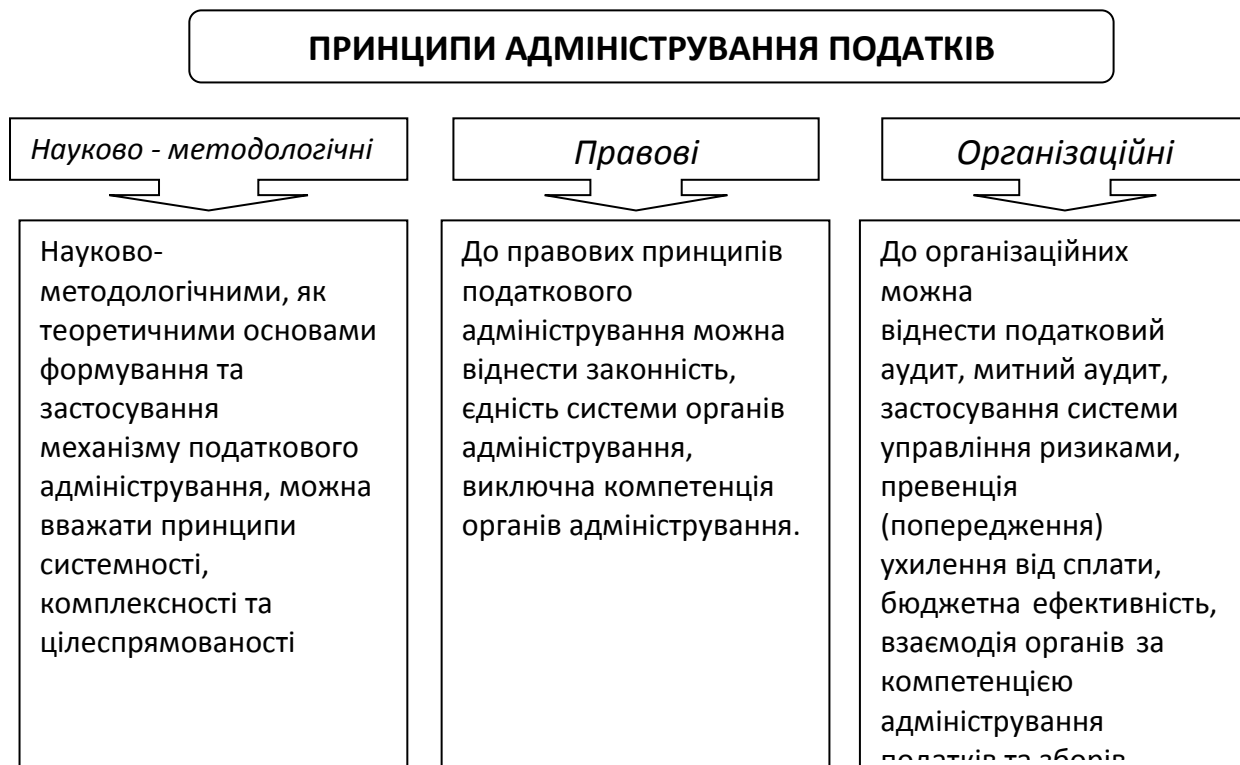 ПРИНЦИПИ АДМІНІСТРУВАННЯ ПОДАТКІВ
Науково - методологічні
Правові
Організаційні
Науково-
методологічними, як
теоретичними основами
формування та
застосування
механізму податкового
адміністрування, можна
вважати принципи
системності,
комплексності та
цілеспрямованості
До правових принципів
податкового
адміністрування можна
віднести законність,
єдність системи органів
адміністрування,
виключна компетенція
органів адміністрування.
До організаційних
можна
віднести податковий
аудит, митний аудит,
застосування системи
управління ризиками,
превенція
(попередження)
ухилення від сплати,
бюджетна ефективність,
взаємодія органів за
компетенцією
адміністрування
податків та зборів